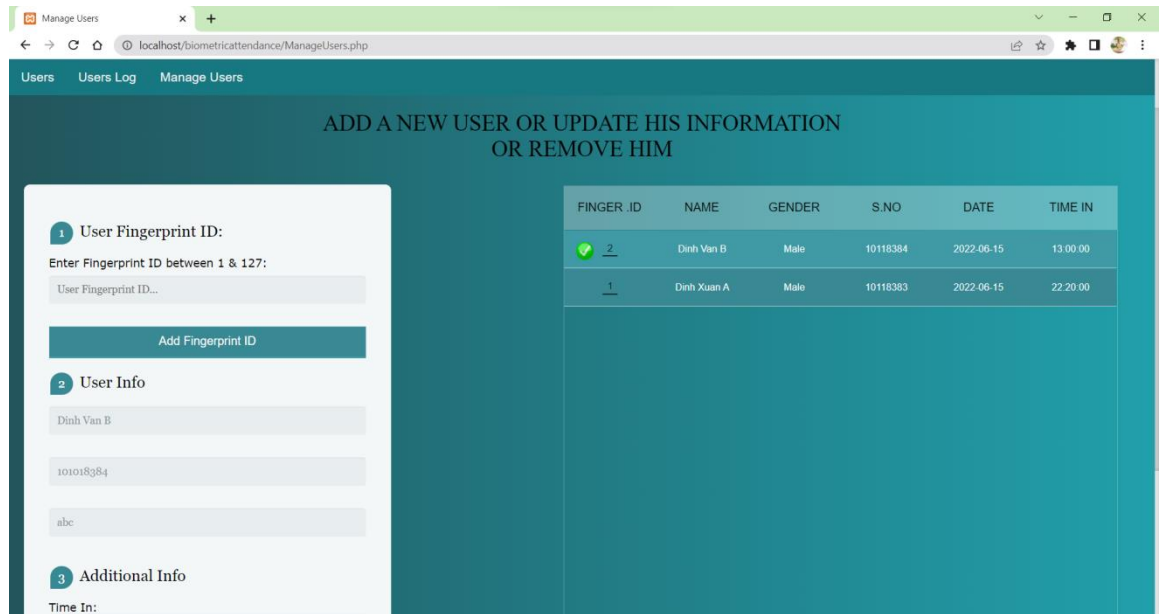 Manage Users
localhost/biometricattendance/ManageUsers.php
Users Users Log Manage Users
ADD A NEW USER OR UPDATE HIS INFORMATION
OR REMOVE HIM
1 User Fingerprint ID:
Enter Fingerprint ID between 1 & 127:
User Fingerprint ID...
Add Fingerprint ID
2 User Info
Dinh Van B
101018384
abc
3 Additional Info
Time In:
FINGER .ID NAME GENDER S.NO DATE TIME IN
2 Dinh Van B Male 10118384 2022-06-15 13:00:00
1 Dinh Xuan A Male 10118383 2022-06-15 22:20:00